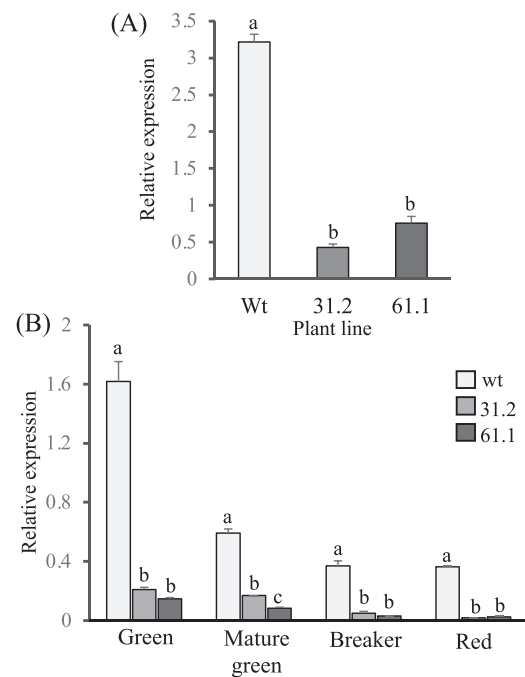 (A)
Relative expression
3.5
3
2.5
2
1.5
1
0.5
0
a
b
b
Wt 31.2 61.1
Plant line
(B)
Relative expression
2
1.6
1.2
0.8
0.4
0
a
b b
a
b
c
a
b b
a
b b
wt
31.2
61.1
Green Mature Breaker Red
green